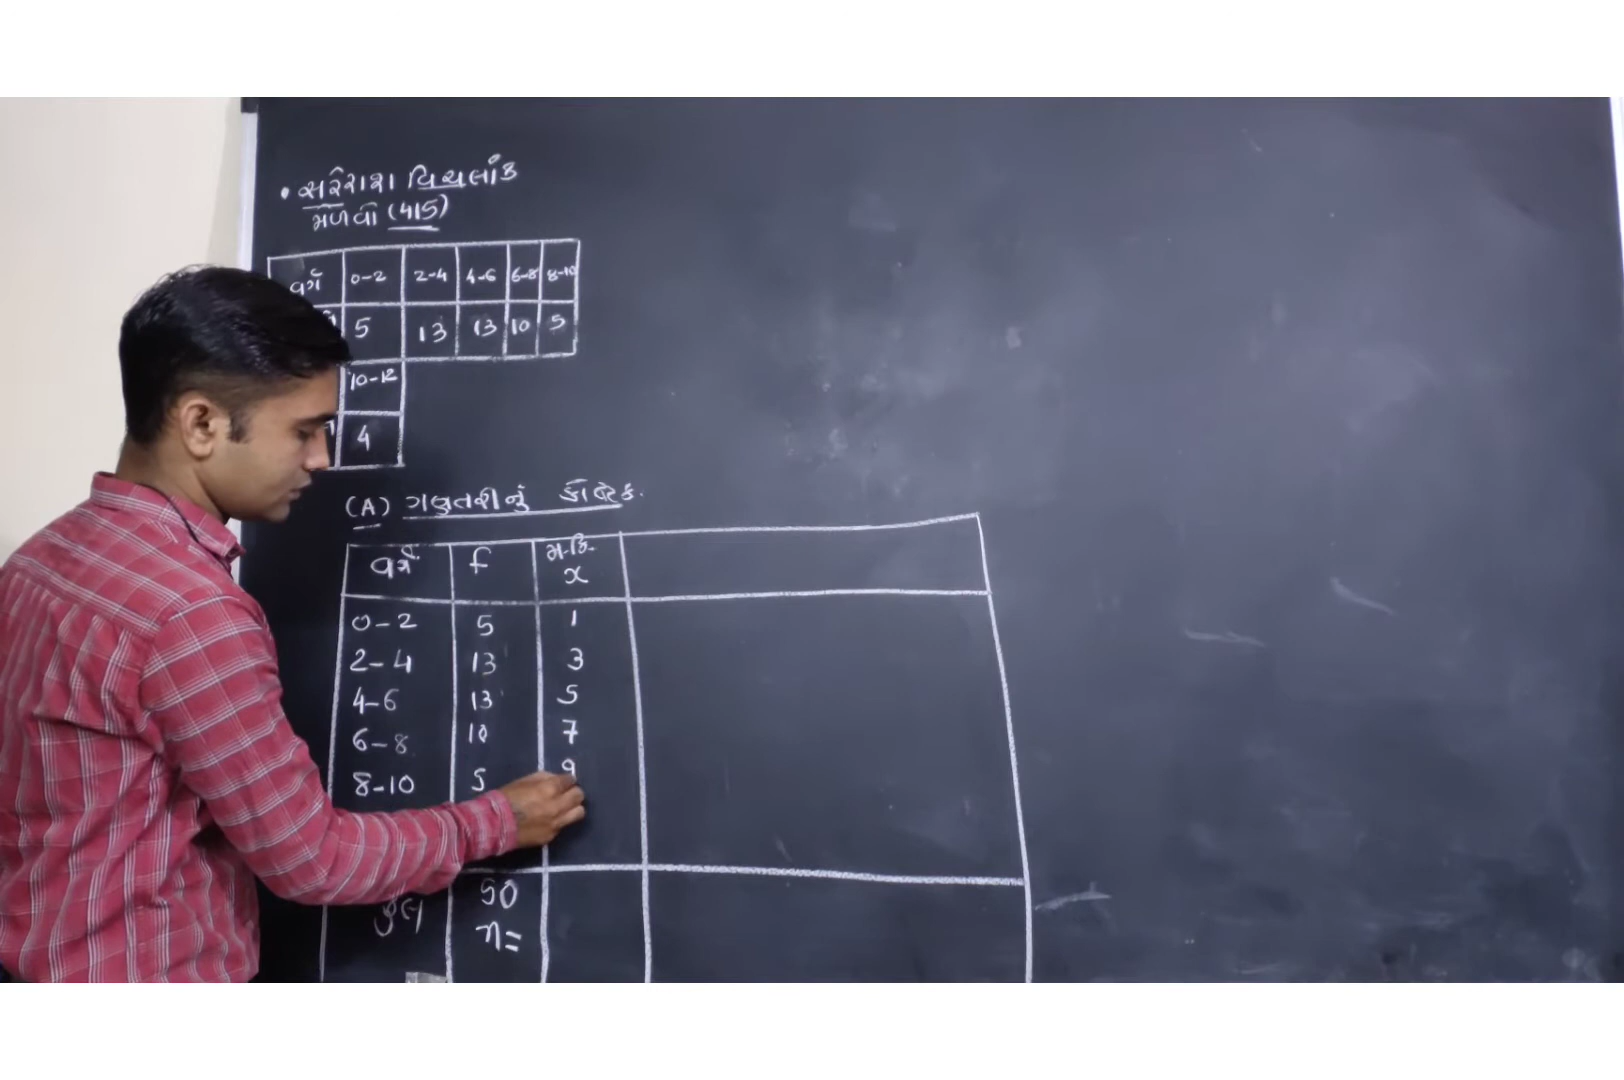 • સરેરાશ વિચલાંક
મેળવો (415)
વર્ગ 0-2 2-4 4-6 6-8 8-10
5 13 13 10 5
10-12
4
(A) ગણતરીનું કોષ્ટક.
વર્ગ f મ.કિ. x
0-2 5 1
2-4 13 3
4-6 13 5
6-8 10 7
8-10 5 9
કુલ 50
n=